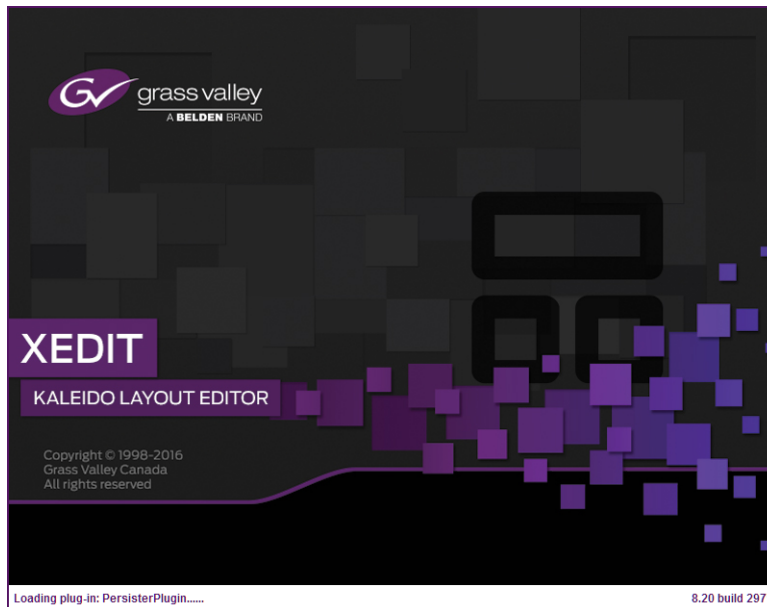 GV
grass valley
A BELDEN BRAND
XEDIT
KALEIDO LAYOUT EDITOR
Copyright © 1998-2016
Grass Valley Canada
All rights reserved
Loading plug-in: PersisterPlugin......
8.20 build 297